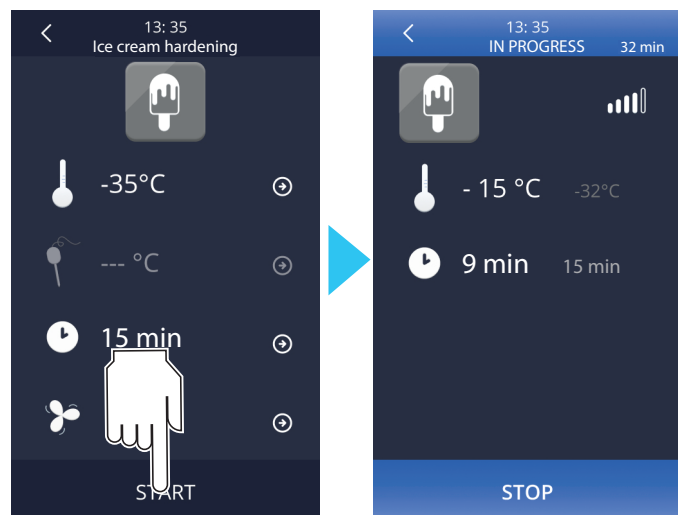 13: 35
Ice cream hardening
-35°C
--- °C
15 min
START
13: 35
IN PROGRESS 32 min
- 15 °C -32°C
9 min 15 min
STOP